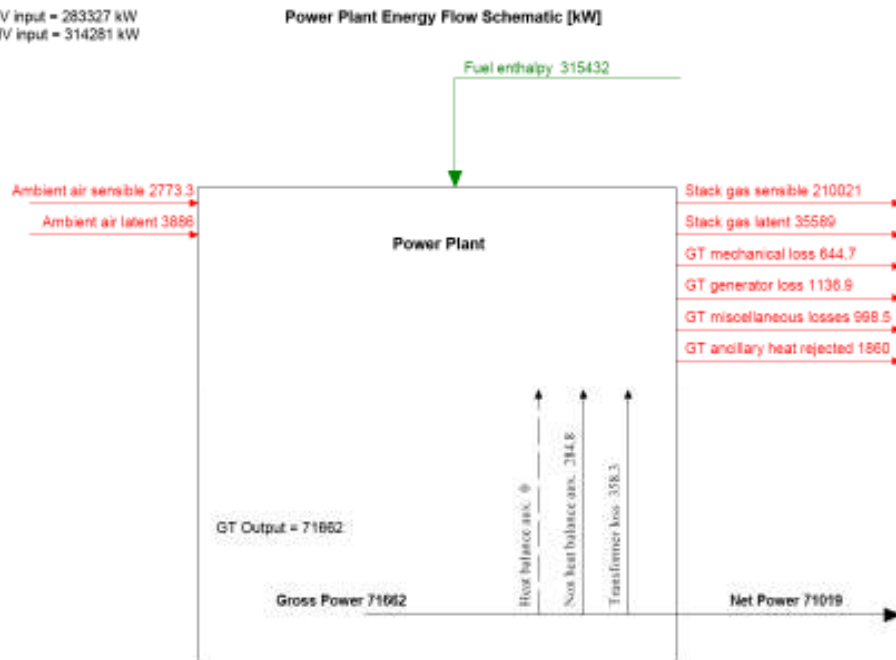 V input = 283327 kW
Power Plant Energy Flow Schematic [kW]
IV input = 314281 kW
Fuel enthalpy 315432
Ambient air sensible 2773.3
Stack gas sensible 210021
Ambient air latent 3886
Stack gas latent 35589
Power Plant
GT mechanical loss 644.7
GT generator loss 1136.9
GT miscellaneous losses 998.5
GT ancillary heat rejected 1860
Heat balance aux. 0
Non heat balance aux. 284.8
Transformer loss 358.3
GT Output = 71662
Gross Power 71662
Net Power 71019